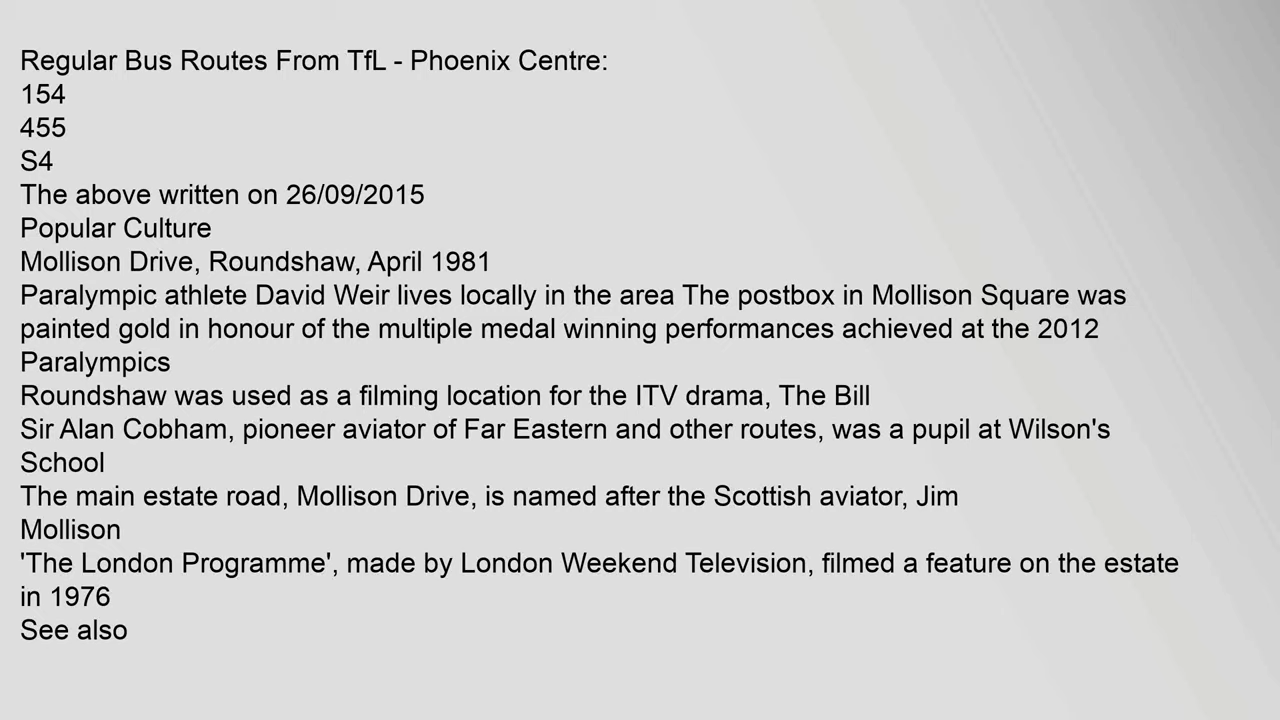 Regular Bus Routes From TfL - Phoenix Centre:
154
455
S4
The above written on 26/09/2015
Popular Culture
Mollison Drive, Roundshaw, April 1981
Paralympic athlete David Weir lives locally in the area The postbox in Mollison Square was
painted gold in honour of the multiple medal winning performances achieved at the 2012
Paralympics
Roundshaw was used as a filming location for the ITV drama, The Bill
Sir Alan Cobham, pioneer aviator of Far Eastern and other routes, was a pupil at Wilson's
School
The main estate road, Mollison Drive, is named after the Scottish aviator, Jim
Mollison
'The London Programme', made by London Weekend Television, filmed a feature on the estate
in 1976
See also